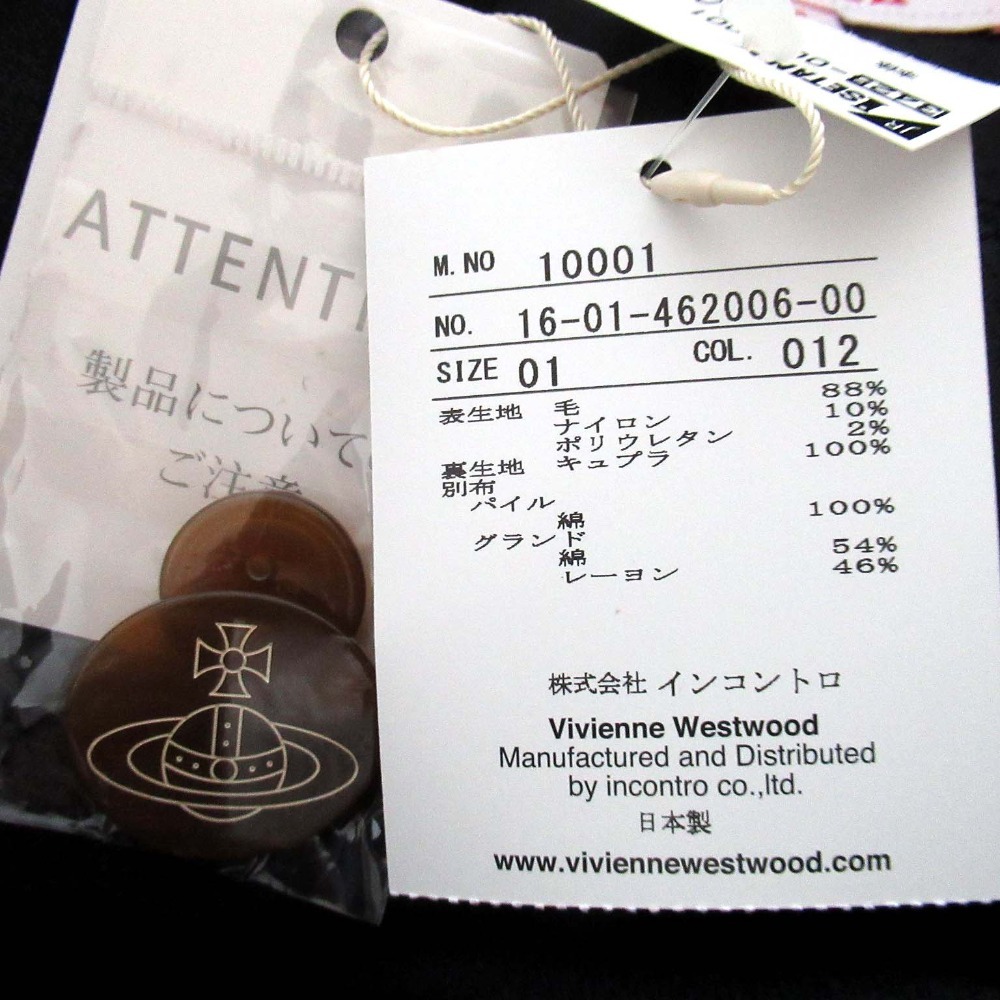 ATTENTI
製品について
ご注意
JR ISETAN
M.NO 10001
NO. 16-01-462006-00
SIZE 01 COL. 012
表生地 毛 88%
ナイロン 10%
ポリウレタン 2%
裏生地 キュプラ 100%
別布
パイル
綿 100%
グランド
綿 54%
レーヨン 46%
株式会社 インコントロ
Vivienne Westwood
Manufactured and Distributed
by incontro co.,ltd.
日本製
www.viviennewestwood.com